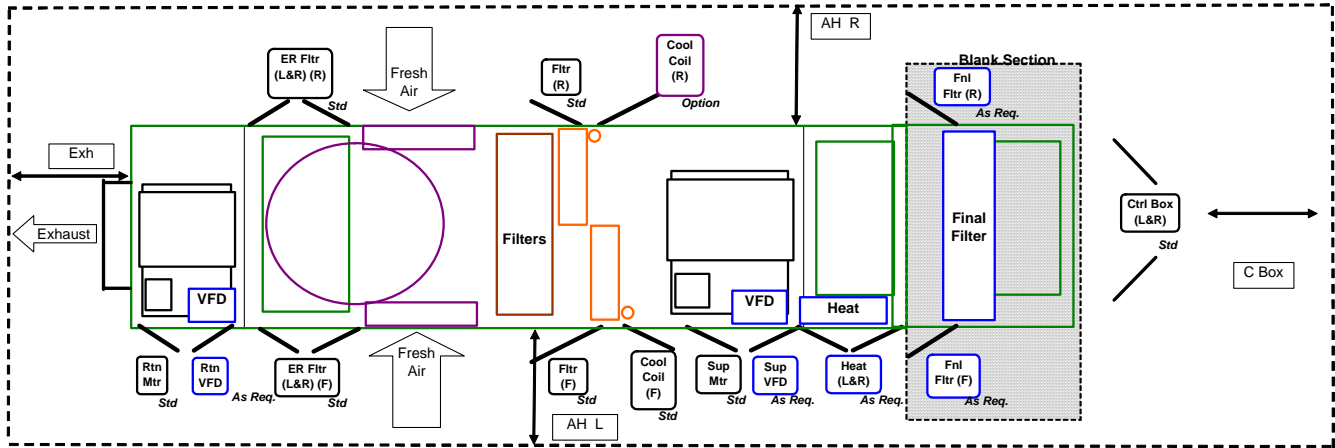 AH R
Blank Section
ER Fltr
(L&R) (R)
Std
Fresh
Air
Fltr
(R)
Std
Cool
Coil
(R)
Option
Fnl
Fltr (R)
As Req.
Exh
Exhaust
VFD
Filters
VFD
Heat
Final
Filter
Ctrl Box
(L&R)
Std
C Box
Rtn
Mtr
Std
Rtn
VFD
As Req.
ER Fltr
(L&R) (F)
Std
Fresh
Air
Fltr
(F)
Std
AH L
Cool
Coil
(F)
Std
Sup
Mtr
Std
Sup
VFD
As Req.
Heat
(L&R)
As Req.
Fnl
Fltr (F)
As Req.